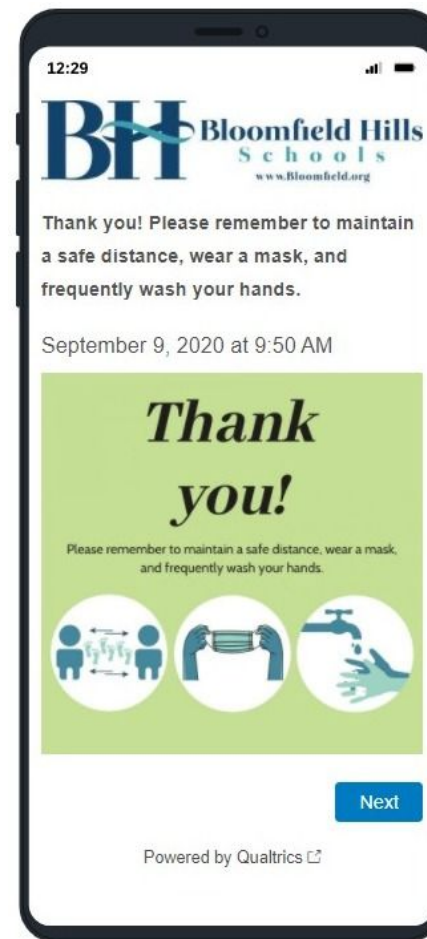 12:29
BH Bloomfield Hills
Schools
www.Bloomfield.org
Thank you! Please remember to maintain
a safe distance, wear a mask, and
frequently wash your hands.
September 9, 2020 at 9:50 AM
Thank
you!
Please remember to maintain a safe distance, wear a mask,
and frequently wash your hands.
Next
Powered by Qualtrics